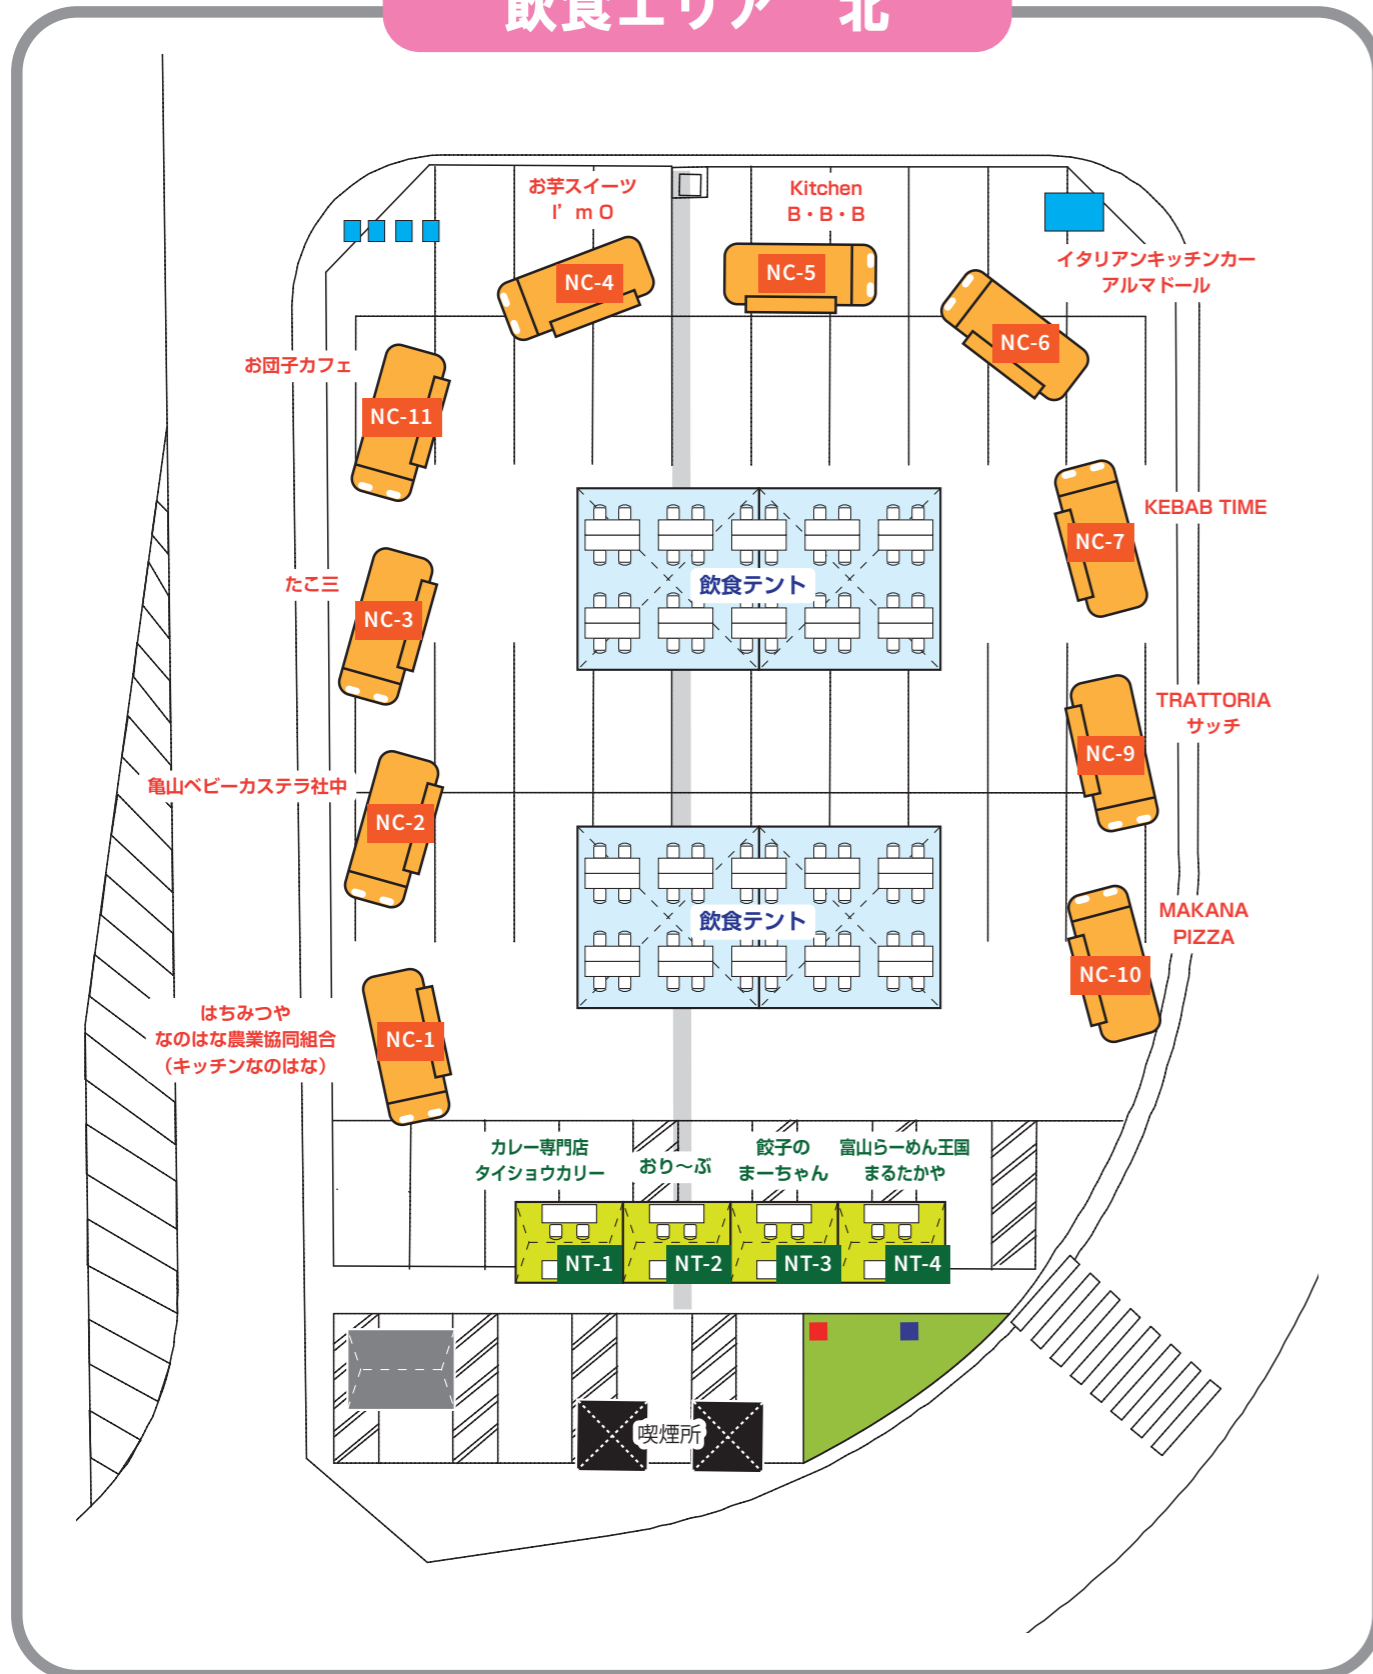 飲食エリア　北
お芋スイーツ
I’m O
Kitchen
B・B・B
イタリアンキッチンカー
アルマドール
NC-4
NC-5
NC-6
お団子カフェ
NC-11
KEBAB TIME
NC-7
飲食テント
たこ三
NC-3
TRATTORIA
サッチ
NC-9
亀山ベビーカステラ社中
NC-2
飲食テント
MAKANA
PIZZA
NC-10
はちみつや
なのはな農業協同組合
（キッチンなのはな）
NC-1
カレー専門店
タイショウカリー
おり～ぶ
餃子の
まーちゃん
富山らーめん王国
まるたかや
NT-1
NT-2
NT-3
NT-4
喫煙所